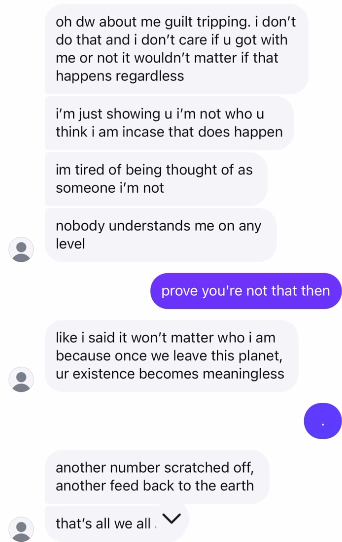 oh dw about me guilt tripping. i don't
do that and i don't care if u got with
me or not it wouldn't matter if that
happens regardless
i'm just showing u i'm not who u
think i am incase that does happen
im tired of being thought of as
someone i'm not
nobody understands me on any
level
prove you're not that then
like i said it won't matter who i am
because once we leave this planet,
ur existence becomes meaningless
.
another number scratched off,
another feed back to the earth
that's all we all